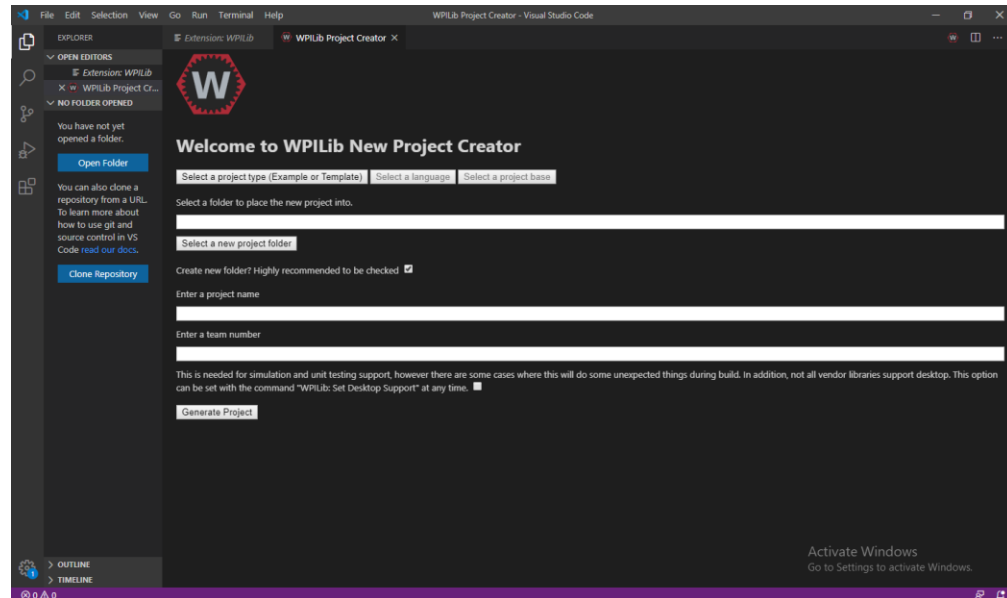 File Edit Selection View Go Run Terminal Help
WPILib Project Creator - Visual Studio Code
EXPLORER
OPEN EDITORS
Extension: WPILib
WPILib Project Cr...
NO FOLDER OPENED
You have not yet
opened a folder.
Open Folder
You can also clone a
repository from a URL.
To learn more about
how to use git and
source control in VS
Code read our docs.
Clone Repository
OUTLINE
TIMELINE
Extension: WPILib
WPILib Project Creator
W
Welcome to WPILib New Project Creator
Select a project type (Example or Template) Select a language Select a project base
Select a folder to place the new project into.
Select a new project folder
Create new folder? Highly recommended to be checked
Enter a project name
Enter a team number
This is needed for simulation and unit testing support, however there are some cases where this will do some unexpected things during build. In addition, not all vendor libraries support desktop. This option
can be set with the command "WPILib: Set Desktop Support" at any time.
Generate Project
Activate Windows
Go to Settings to activate Windows.
1
0 0